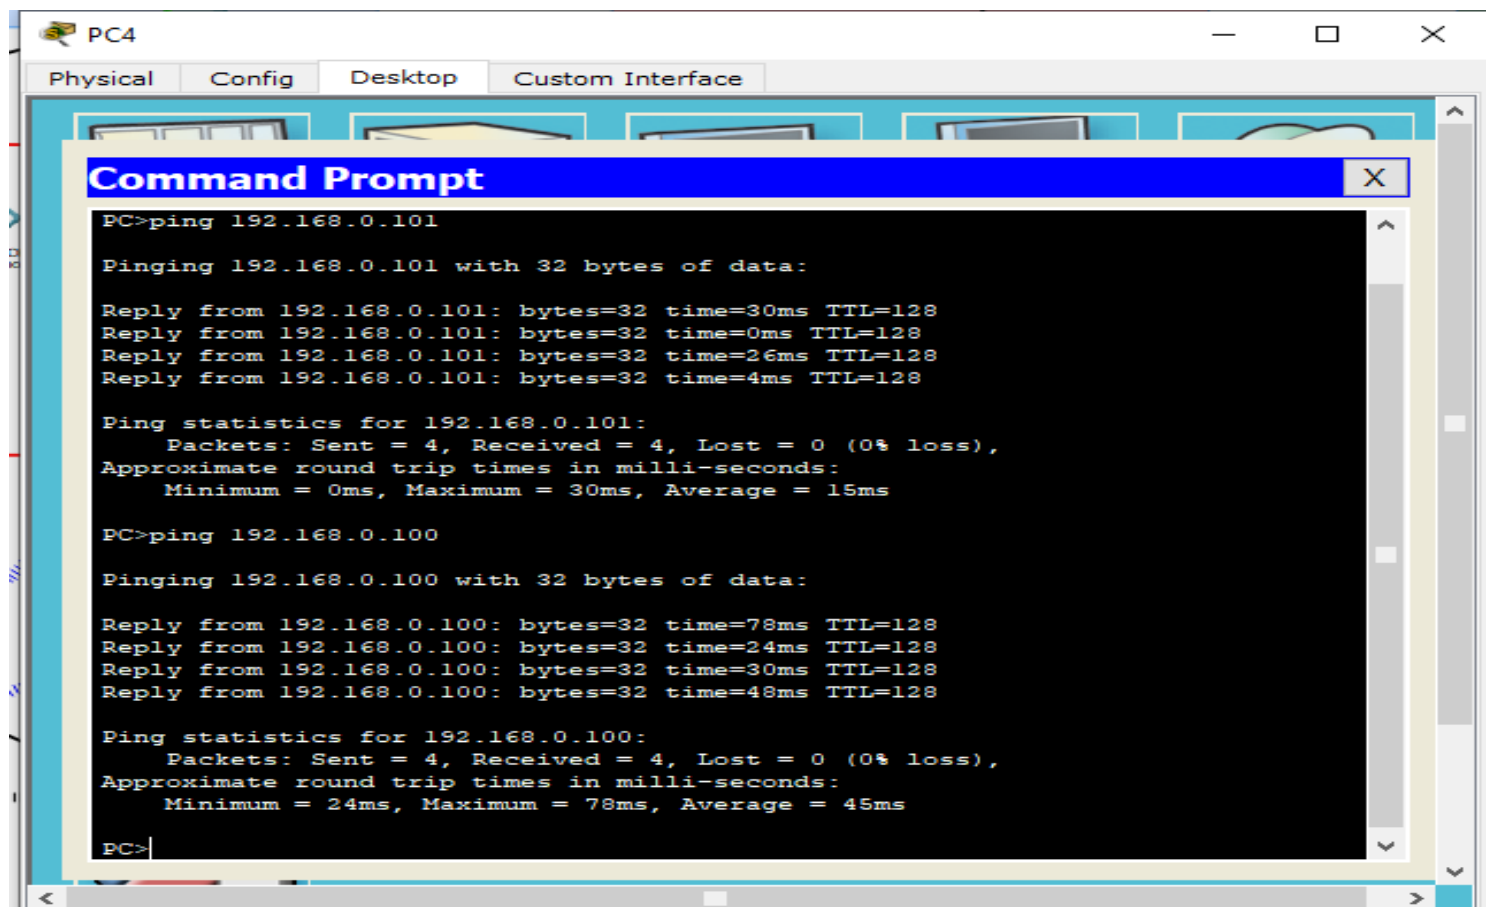 PC4
Physical Config Desktop Custom Interface
Command Prompt X
PC>ping 192.168.0.101
Pinging 192.168.0.101 with 32 bytes of data:
Reply from 192.168.0.101: bytes=32 time=30ms TTL=128
Reply from 192.168.0.101: bytes=32 time=0ms TTL=128
Reply from 192.168.0.101: bytes=32 time=26ms TTL=128
Reply from 192.168.0.101: bytes=32 time=4ms TTL=128
Ping statistics for 192.168.0.101:
Packets: Sent = 4, Received = 4, Lost = 0 (0% loss),
Approximate round trip times in milli-seconds:
Minimum = 0ms, Maximum = 30ms, Average = 15ms
PC>ping 192.168.0.100
Pinging 192.168.0.100 with 32 bytes of data:
Reply from 192.168.0.100: bytes=32 time=78ms TTL=128
Reply from 192.168.0.100: bytes=32 time=24ms TTL=128
Reply from 192.168.0.100: bytes=32 time=30ms TTL=128
Reply from 192.168.0.100: bytes=32 time=48ms TTL=128
Ping statistics for 192.168.0.100:
Packets: Sent = 4, Received = 4, Lost = 0 (0% loss),
Approximate round trip times in milli-seconds:
Minimum = 24ms, Maximum = 78ms, Average = 45ms
PC>